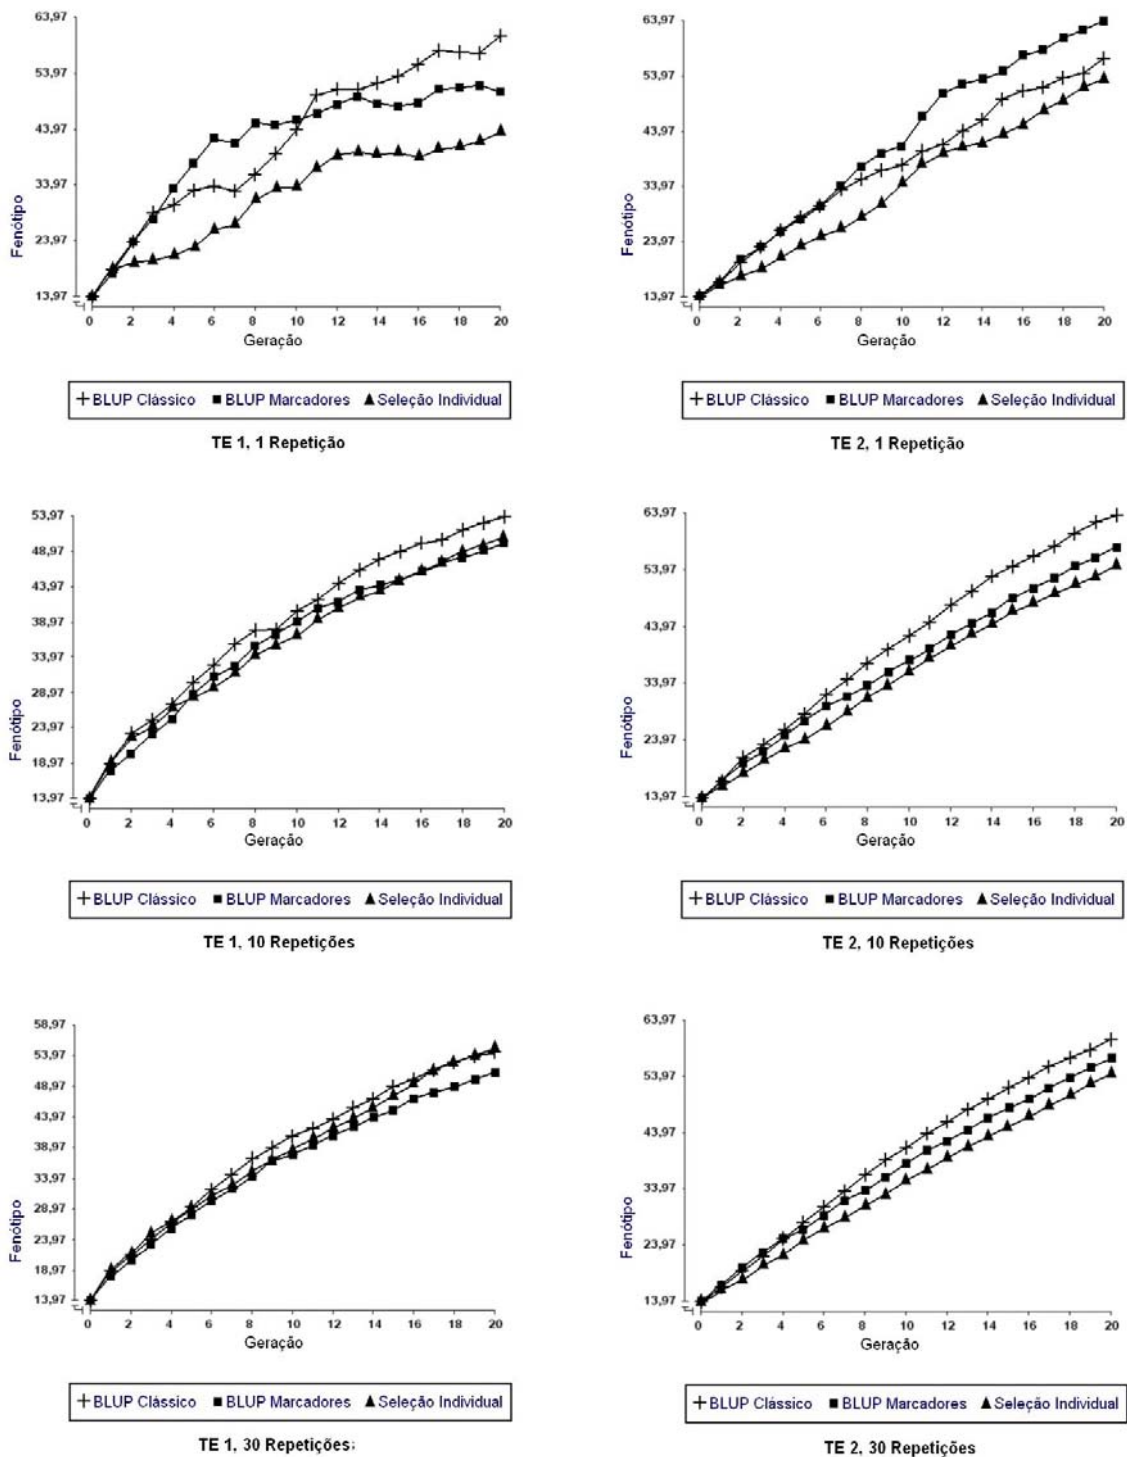 63,97
53,97
43,97
33,97
23,97
13,97
Fenótipo
0 2 4 6 8 10 12 14 16 18 20
Geração
BLUP Clássico BLUP Marcadores Seleção Individual
TE 1, 1 Repetição
63,97
53,97
43,97
33,97
23,97
13,97
Fenótipo
0 2 4 6 8 10 12 14 16 18 20
Geração
BLUP Clássico BLUP Marcadores Seleção Individual
TE 2, 1 Repetição
53,97
48,97
43,97
38,97
33,97
28,97
23,97
18,97
13,97
Fenótipo
0 2 4 6 8 10 12 14 16 18 20
Geração
BLUP Clássico BLUP Marcadores Seleção Individual
TE 1, 10 Repetições
63,97
53,97
43,97
33,97
23,97
13,97
Fenótipo
0 2 4 6 8 10 12 14 16 18 20
Geração
BLUP Clássico BLUP Marcadores Seleção Individual
TE 2, 10 Repetições
58,97
53,97
48,97
43,97
38,97
33,97
28,97
23,97
18,97
13,97
Fenótipo
0 2 4 6 8 10 12 14 16 18 20
Geração
BLUP Clássico BLUP Marcadores Seleção Individual
TE 1, 30 Repetições;
63,97
53,97
43,97
33,97
23,97
13,97
Fenótipo
0 2 4 6 8 10 12 14 16 18 20
Geração
BLUP Clássico BLUP Marcadores Seleção Individual
TE 2, 30 Repetições